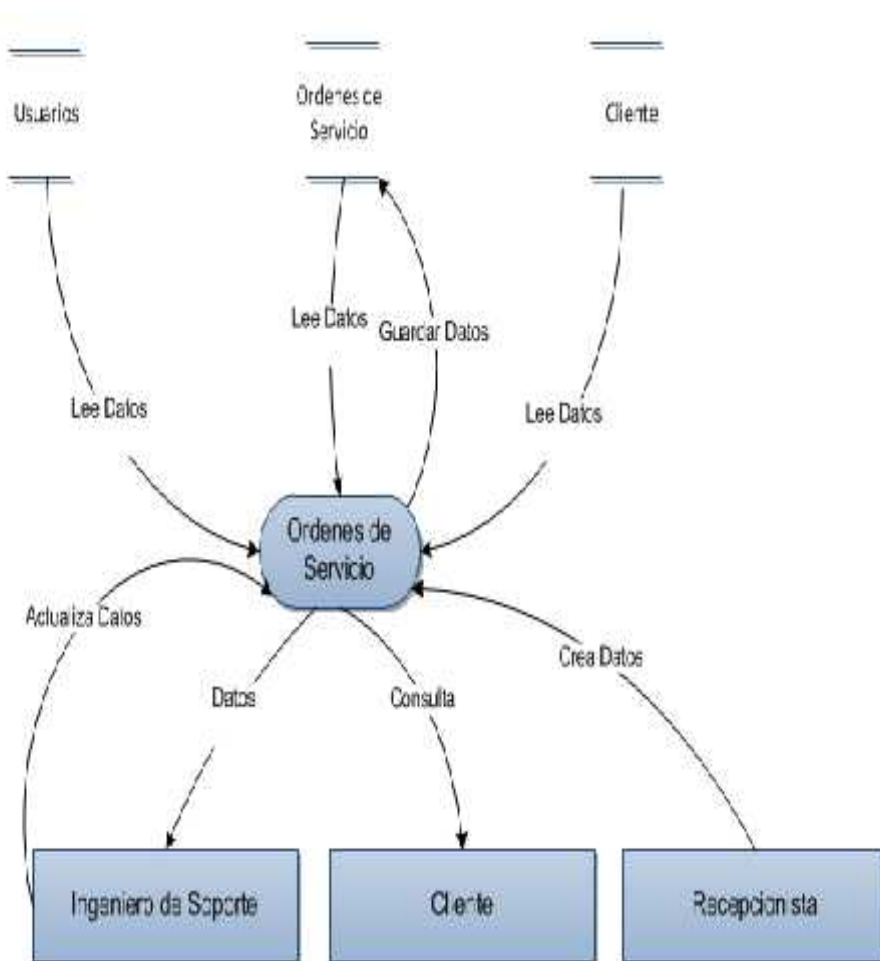 Usuarios
Ordenes de
Servicio
Cliente
Lee Datos
Guardar Datos
Lee Datos
Lee Datos
Ordenes de
Servicio
Actualiza Datos
Crea Datos
Datos
Consulta
Ingeniero de Soporte
Cliente
Recepcionista